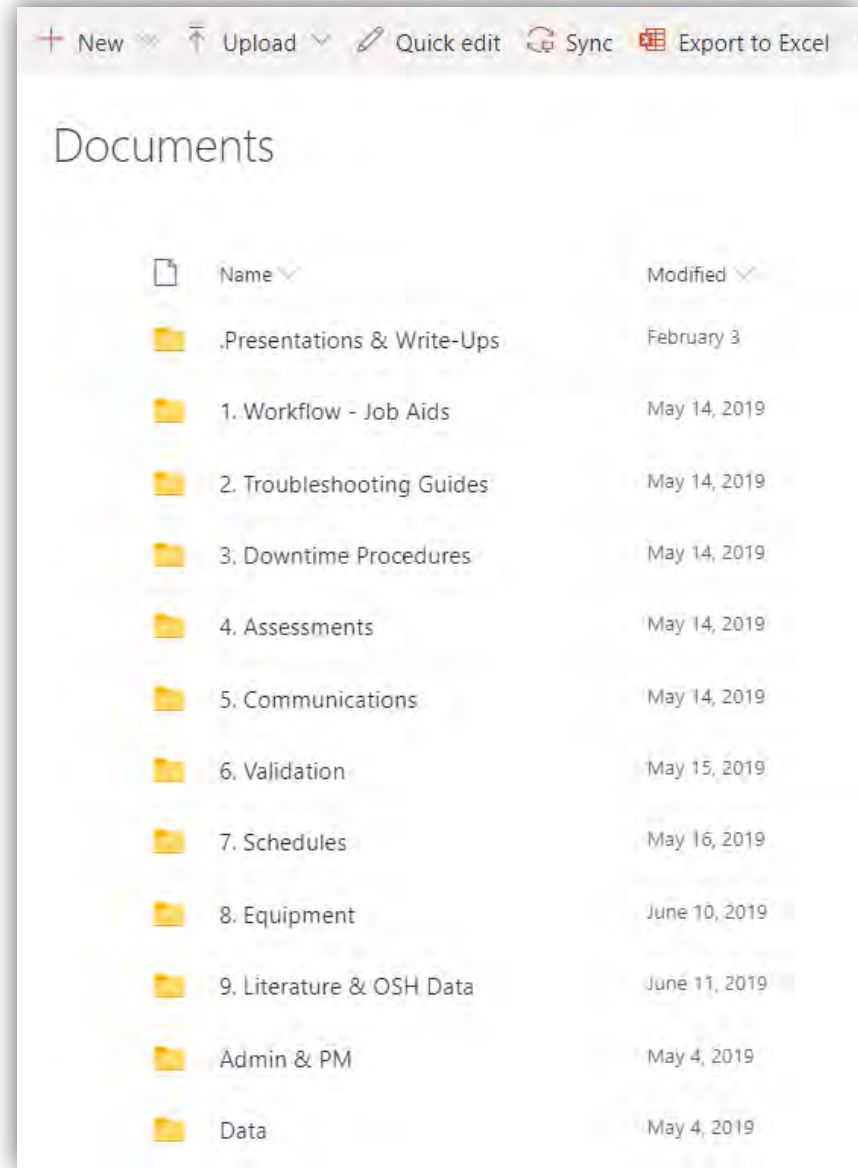 New Upload Quick edit Sync Export to Excel
Documents
Name Modified
.Presentations & Write-Ups February 3
1. Workflow - Job Aids May 14, 2019
2. Troubleshooting Guides May 14, 2019
3. Downtime Procedures May 14, 2019
4. Assessments May 14, 2019
5. Communications May 14, 2019
6. Validation May 15, 2019
7. Schedules May 16, 2019
8. Equipment June 10, 2019
9. Literature & OSH Data June 11, 2019
Admin & PM May 4, 2019
Data May 4, 2019